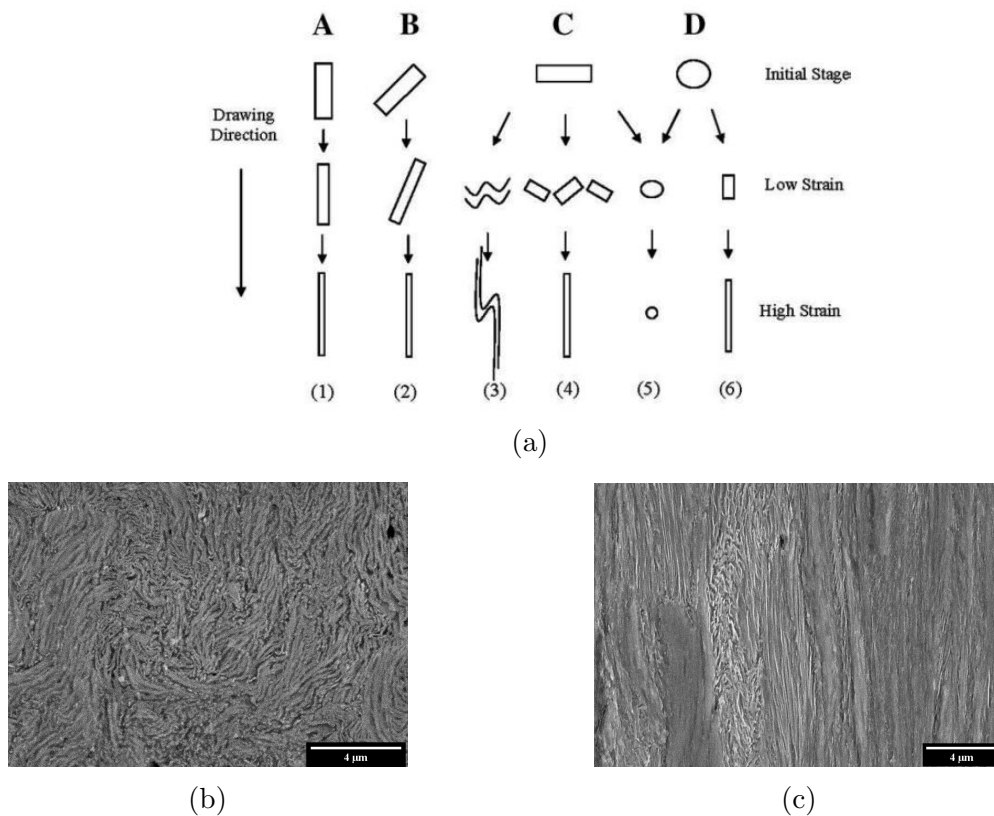 A B C D
Initial Stage
Drawing
Direction
Low Strain
High Strain
(1) (2) (3) (4) (5) (6)
(a)
4 μm
4 μm
(b) (c)